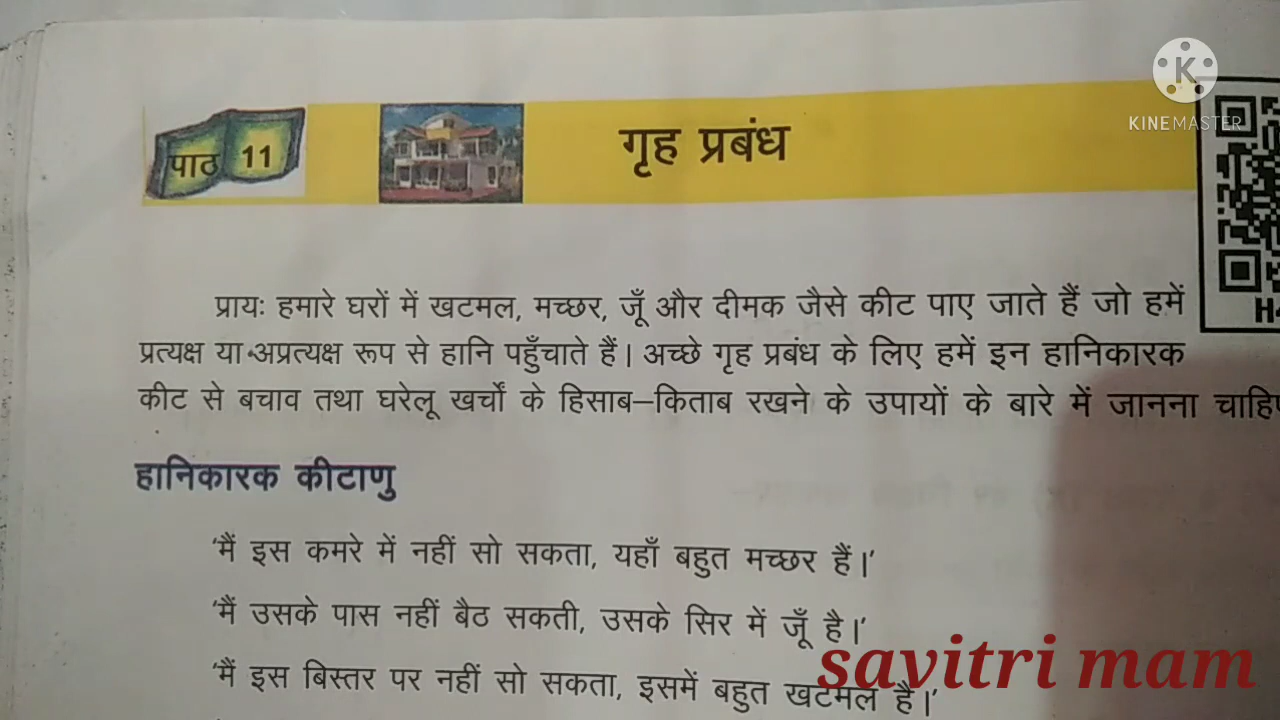 KINEMASTER
पाठ 11
गृह प्रबंध
प्रायः हमारे घरों में खटमल, मच्छर, जूँ और दीमक जैसे कीट पाए जाते हैं जो हमें
प्रत्यक्ष या अप्रत्यक्ष रूप से हानि पहुँचाते हैं। अच्छे गृह प्रबंध के लिए हमें इन हानिकारक
कीट से बचाव तथा घरेलू खर्चों के हिसाब–किताब रखने के उपायों के बारे में जानना
हानिकारक कीटाणु
'मैं इस कमरे में नहीं सो सकता, यहाँ बहुत मच्छर हैं।'
'मैं उसके पास नहीं बैठ सकती, उसके सिर में जूँ है।'
'मैं इस बिस्तर पर नहीं सो सकता, इसमें बहुत खटमल है।'
savitri mam